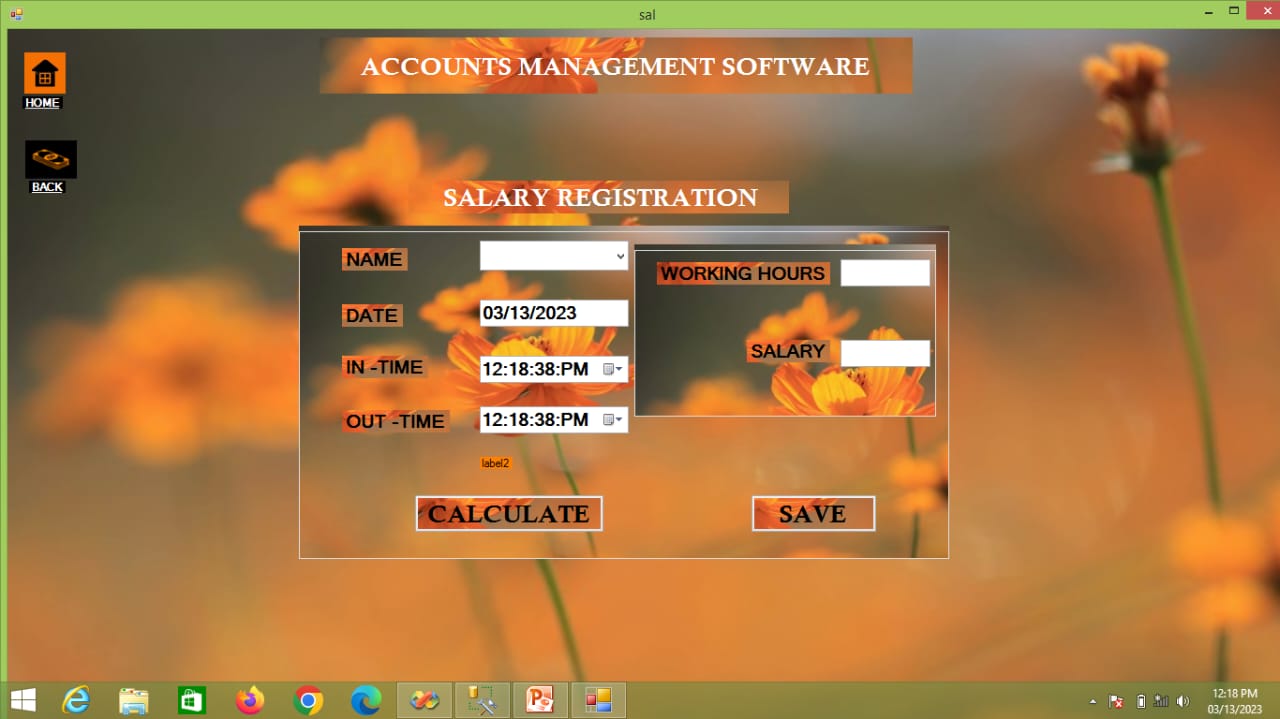 sal
ACCOUNTS MANAGEMENT SOFTWARE
HOME
BACK
SALARY REGISTRATION
NAME
WORKING HOURS
DATE 03/13/2023
SALARY
IN -TIME 12:18:38:PM
OUT -TIME 12:18:38:PM
label2
CALCULATE SAVE
12:18 PM
03/13/2023